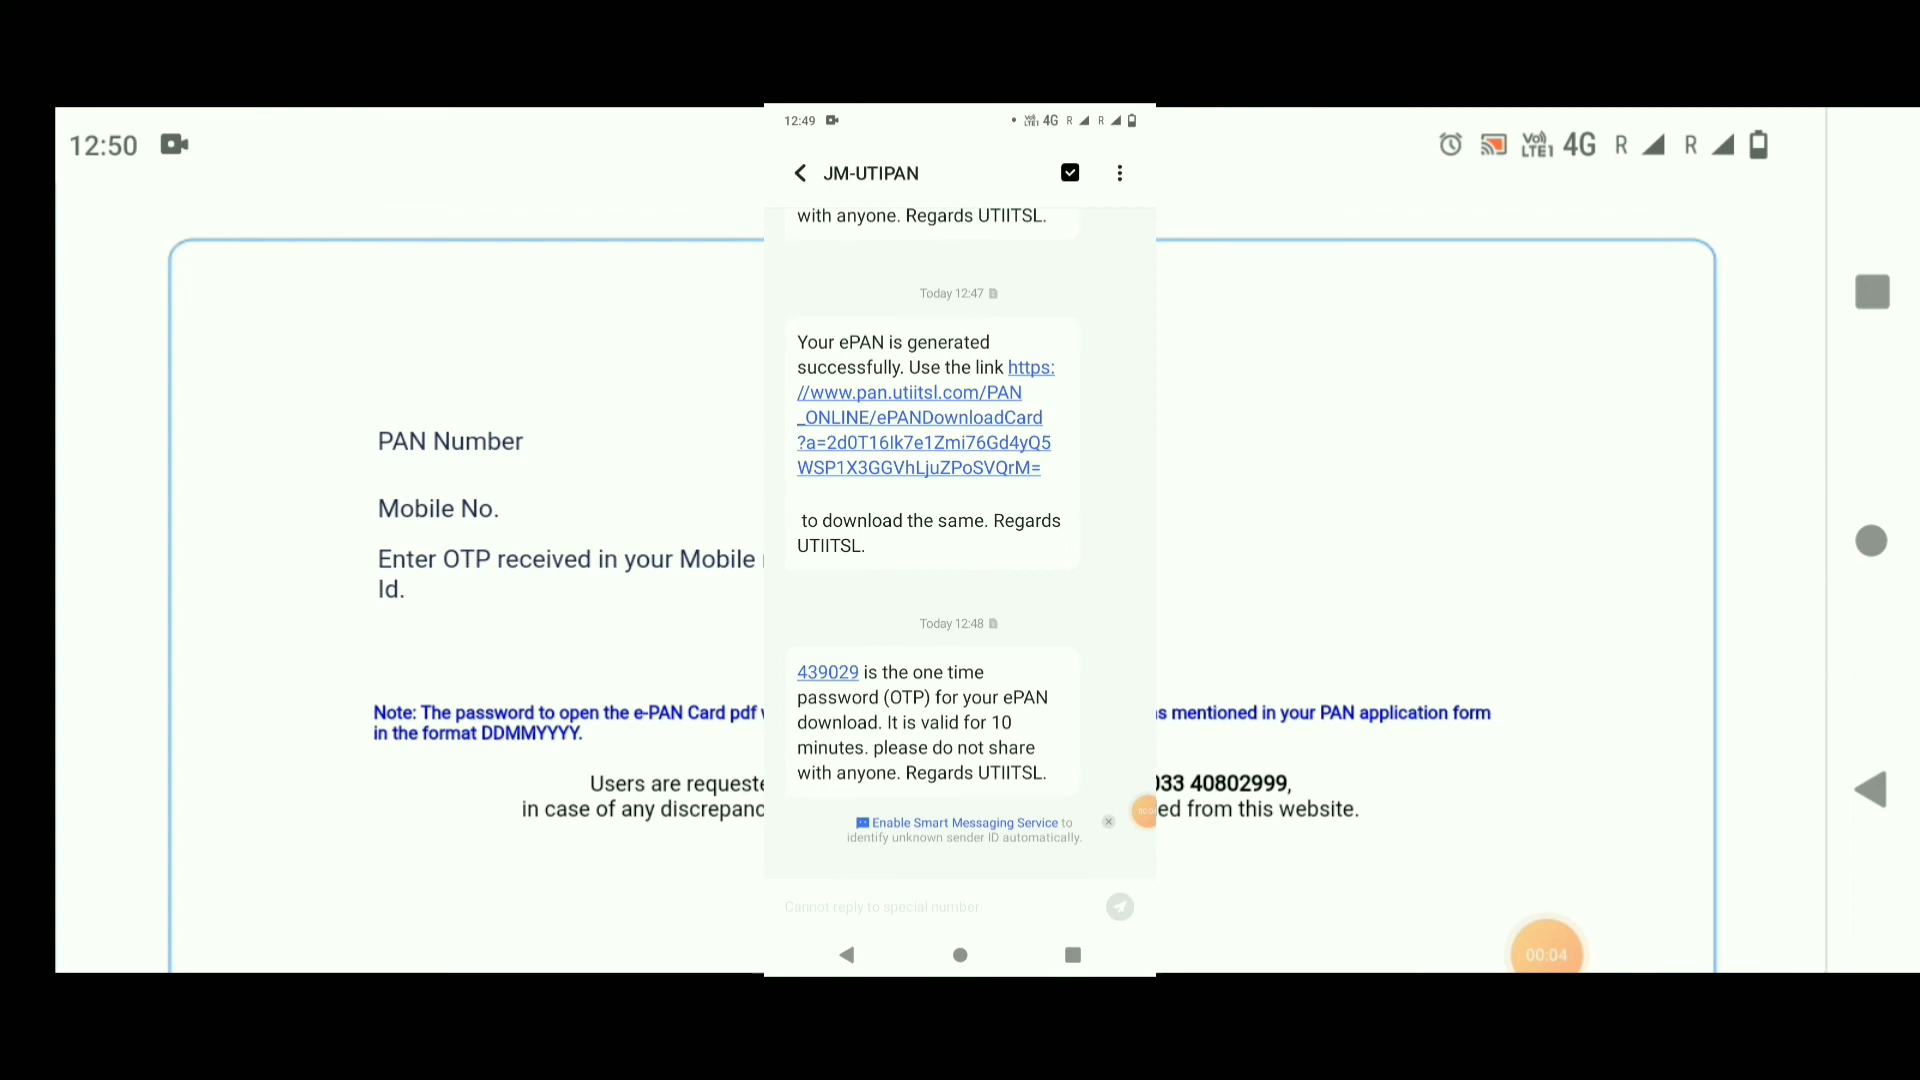 12:50
VoLTE1 4G R R
PAN Number
Mobile No.
Enter OTP received in your Mobile
Id.
Note: The password to open the e-PAN Card pdf
s mentioned in your PAN application form
in the format DDMMYYYY.
Users are requeste
033 40802999,
in case of any discrepanc
ed from this website.
00:04
12:49
VoLTE1 4G R R
JM-UTIPAN
with anyone. Regards UTIITSL.
Today 12:47
Your ePAN is generated
successfully. Use the link https:
//www.pan.utiitsl.com/PAN
_ONLINE/ePANDownloadCard
?a=2d0T16Ik7e1Zmi76Gd4yQ5
WSP1X3GGVhLjuZPoSVQrM=
to download the same. Regards
UTIITSL.
Today 12:48
439029 is the one time
password (OTP) for your ePAN
download. It is valid for 10
minutes. please do not share
with anyone. Regards UTIITSL.
Enable Smart Messaging Service to
identify unknown sender ID automatically.
Cannot reply to special number